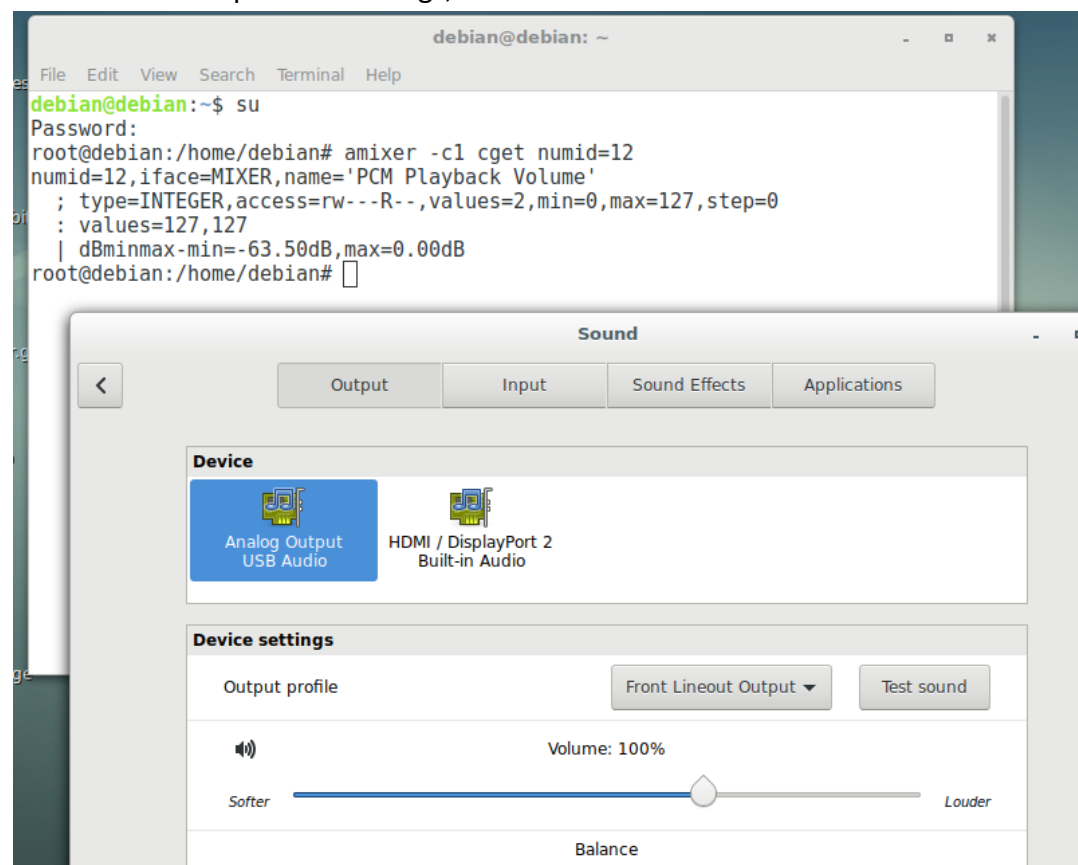 debian@debian: ~
File Edit View Search Terminal Help
debian@debian:~$ su
Password:
root@debian:/home/debian# amixer -c1 cget numid=12
numid=12,iface=MIXER,name='PCM Playback Volume'
  ; type=INTEGER,access=rw---R--,values=2,min=0,max=127,step=0
  : values=127,127
  | dBminmax-min=-63.50dB,max=0.00dB
root@debian:/home/debian#
Sound
Output Input Sound Effects Applications
Device
Analog Output
USB Audio
HDMI / DisplayPort 2
Built-in Audio
Device settings
Output profile Front Lineout Output Test sound
Volume: 100%
Softer Louder
Balance